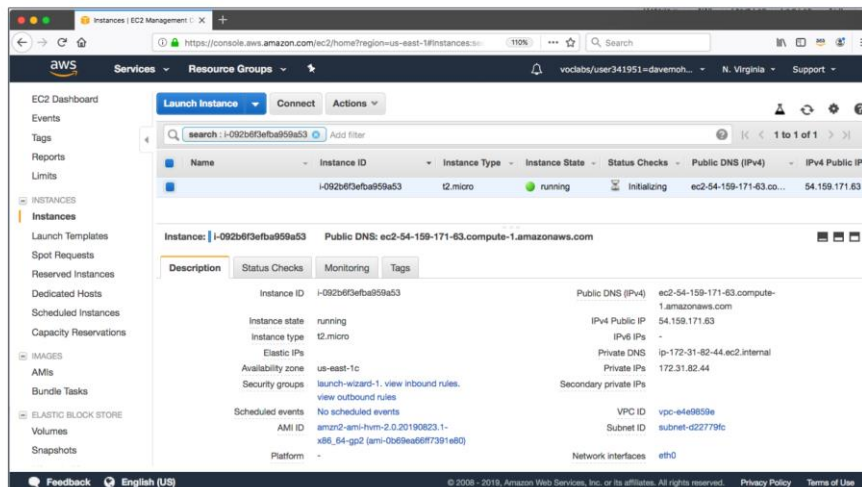 Instances | EC2 Management C
https://console.aws.amazon.com/ec2/home?region=us-east-1#Instances:se
110%
Search
aws
Services
Resource Groups
voclabs/user341951=davemoh...
N. Virginia
Support
EC2 Dashboard
Events
Tags
Reports
Limits
INSTANCES
Instances
Launch Templates
Spot Requests
Reserved Instances
Dedicated Hosts
Scheduled Instances
Capacity Reservations
IMAGES
AMIs
Bundle Tasks
ELASTIC BLOCK STORE
Volumes
Snapshots
Launch Instance
Connect
Actions
search : i-092b6f3efba959a53 Add filter
1 to 1 of 1
Name Instance ID Instance Type Instance State Status Checks Public DNS (IPv4) IPv4 Public IP
i-092b6f3efba959a53 t2.micro running Initializing ec2-54-159-171-63.co... 54.159.171.63
Instance: i-092b6f3efba959a53 Public DNS: ec2-54-159-171-63.compute-1.amazonaws.com
Description Status Checks Monitoring Tags
Instance ID i-092b6f3efba959a53
Instance state running
Instance type t2.micro
Elastic IPs
Availability zone us-east-1c
Security groups launch-wizard-1. view inbound rules.
view outbound rules
Scheduled events No scheduled events
AMI ID amzn2-ami-hvm-2.0.20190823.1-
x86_64-gp2 (ami-0b69ea66ff7391e80)
Platform -
Public DNS (IPv4) ec2-54-159-171-63.compute-
1.amazonaws.com
IPv4 Public IP 54.159.171.63
IPv6 IPs -
Private DNS ip-172-31-82-44.ec2.internal
Private IPs 172.31.82.44
Secondary private IPs
VPC ID vpc-e4e9859e
Subnet ID subnet-d22779fc
Network interfaces eth0
Feedback English (US) © 2008 - 2019, Amazon Web Services, Inc. or its affiliates. All rights reserved. Privacy Policy Terms of Use